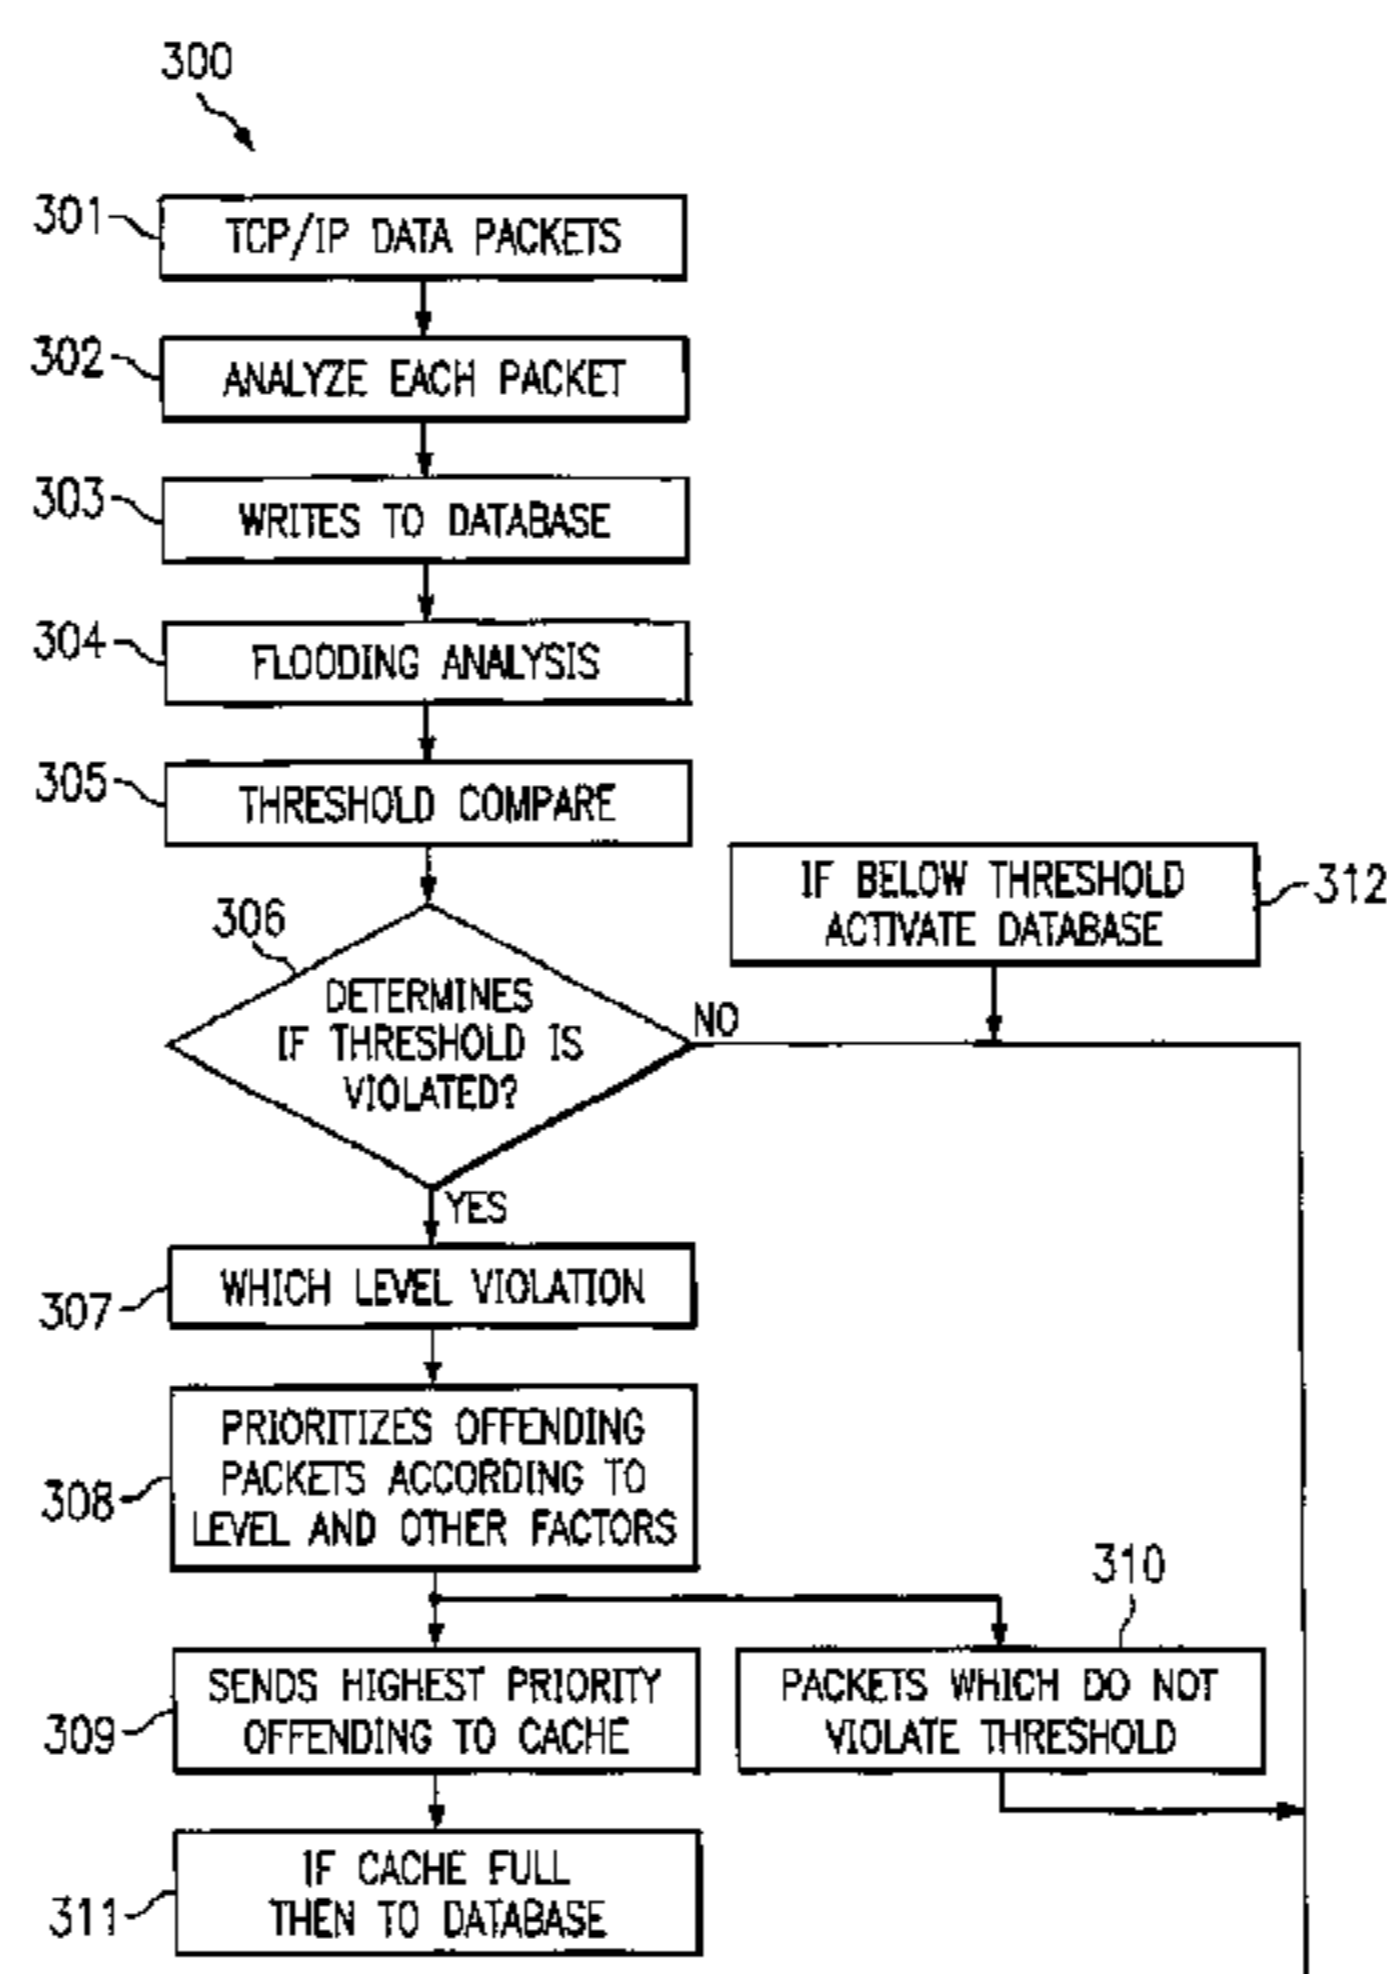 300
301
TCP/IP DATA PACKETS
302
ANALYZE EACH PACKET
303
WRITES TO DATABASE
304
FLOODING ANALYSIS
305
THRESHOLD COMPARE
IF BELOW THRESHOLD
ACTIVATE DATABASE
312
306
DETERMINES
IF THRESHOLD IS
VIOLATED?
NO
YES
307
WHICH LEVEL VIOLATION
308
PRIORITIZES OFFENDING
PACKETS ACCORDING TO
LEVEL AND OTHER FACTORS
310
309
SENDS HIGHEST PRIORITY
OFFENDING TO CACHE
PACKETS WHICH DO NOT
VIOLATE THRESHOLD
311
IF CACHE FULL
THEN TO DATABASE